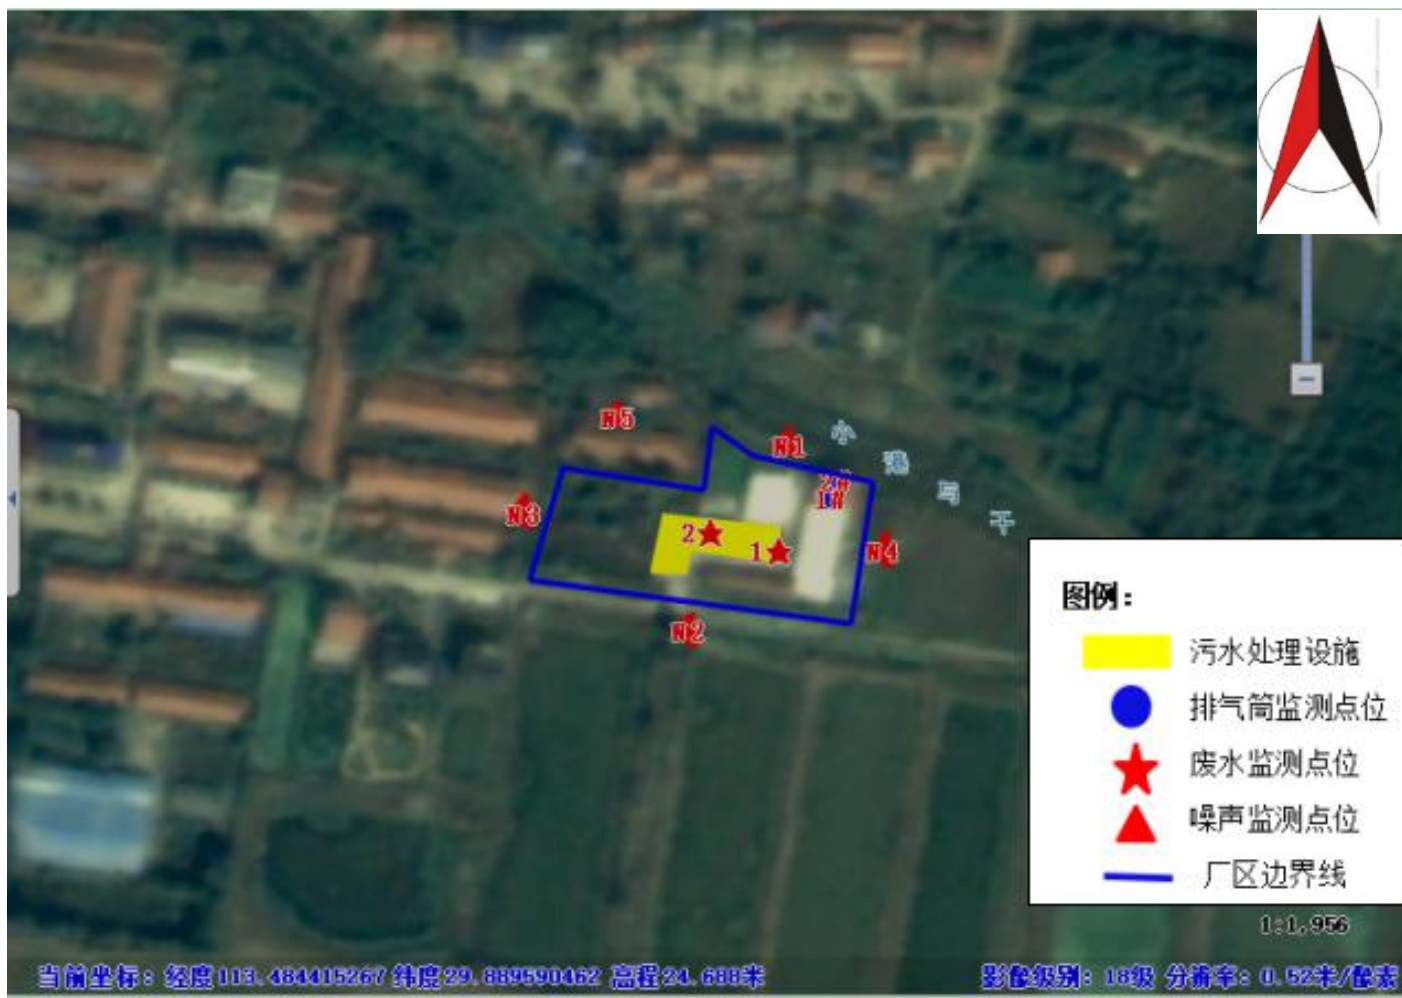 N5
N1
小
港
写
干
2#
1#
N3
2
1
N4
N2
图例：
污水处理设施
排气筒监测点位
废水监测点位
噪声监测点位
厂区边界线
1:1,956
当前坐标：经度113.484415267 纬度29.889590462 高程24.688米
影像级别：18级 分辨率：0.52米/像素